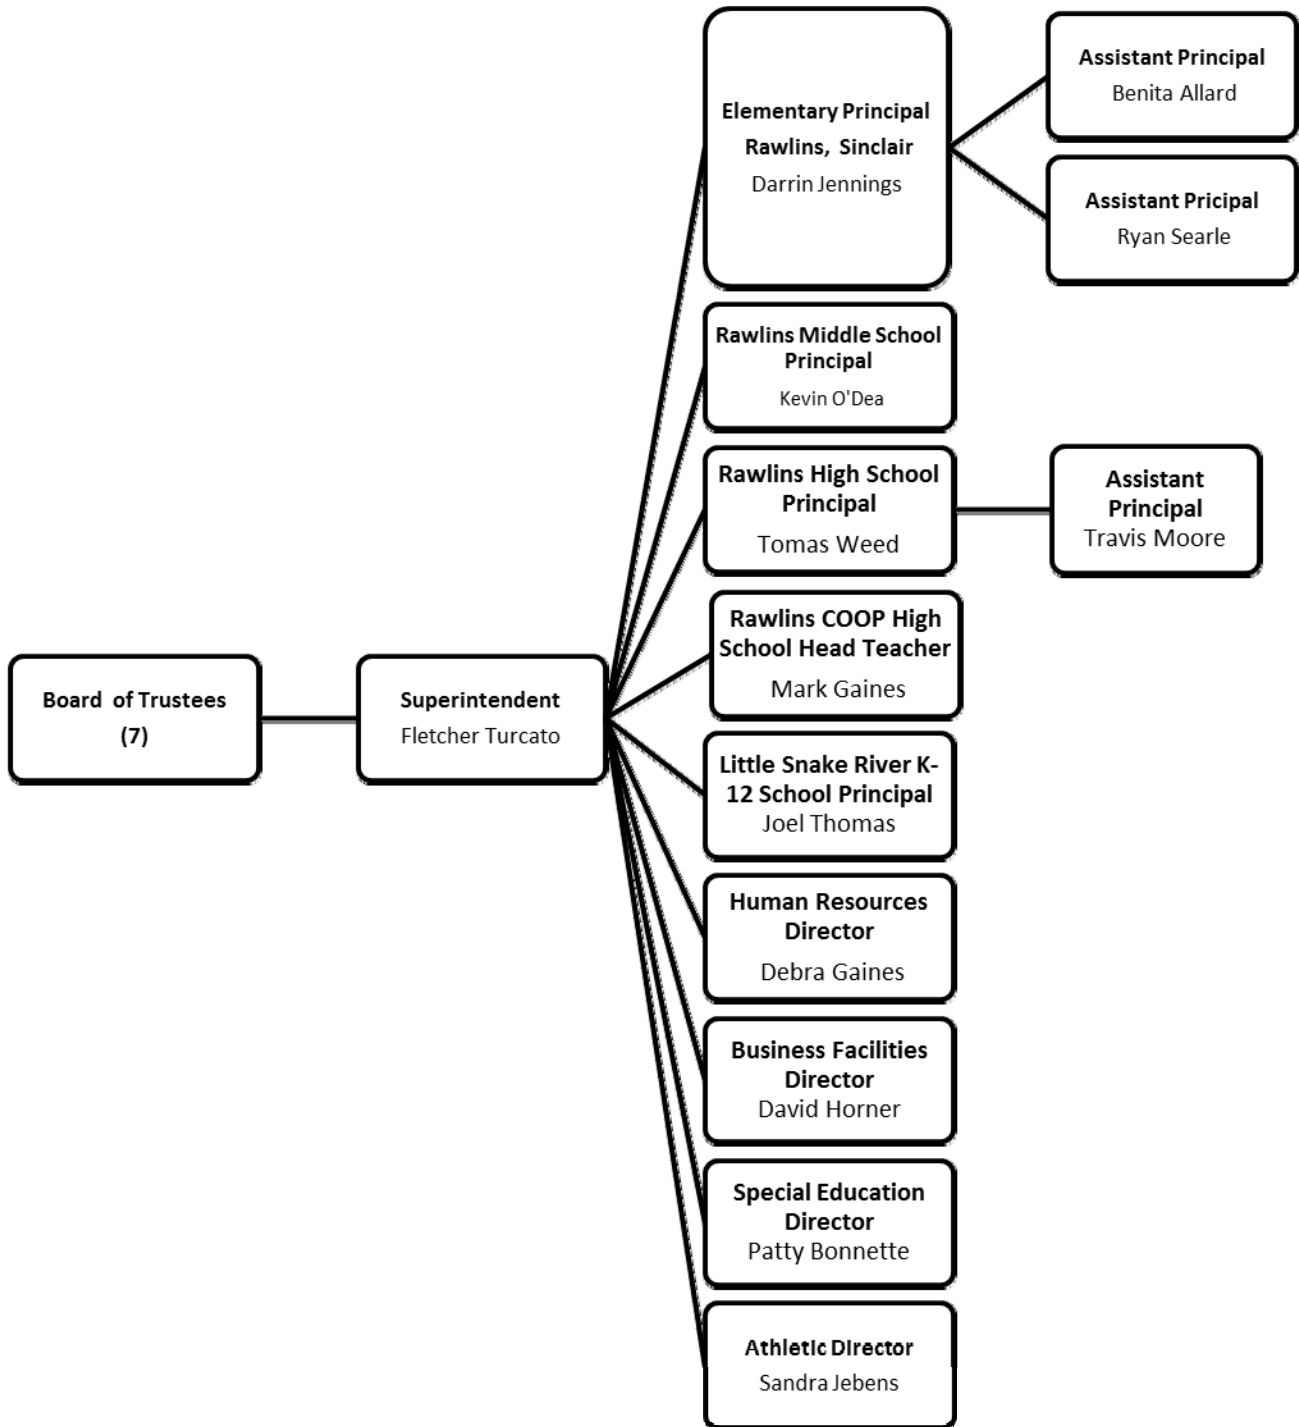 Board of Trustees
(7)
Superintendent
Fletcher Turcato
Elementary Principal
Rawlins, Sinclair
Darrin Jennings
Assistant Principal
Benita Allard
Assistant Pricipal
Ryan Searle
Rawlins Middle School
Principal
Kevin O'Dea
Rawlins High School
Principal
Tomas Weed
Assistant
Principal
Travis Moore
Rawlins COOP High
School Head Teacher
Mark Gaines
Little Snake River K-
12 School Principal
Joel Thomas
Human Resources
Director
Debra Gaines
Business Facilities
Director
David Horner
Special Education
Director
Patty Bonnette
Athletic Director
Sandra Jebens